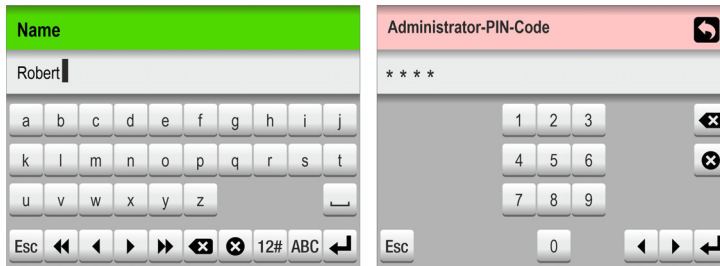 Name
Robert
a b c d e f g h i j
k l m n o p q r s t
u v w x y z
Esc 12# ABC
Administrator-PIN-Code
* * * *
1 2 3
4 5 6
7 8 9
Esc 0